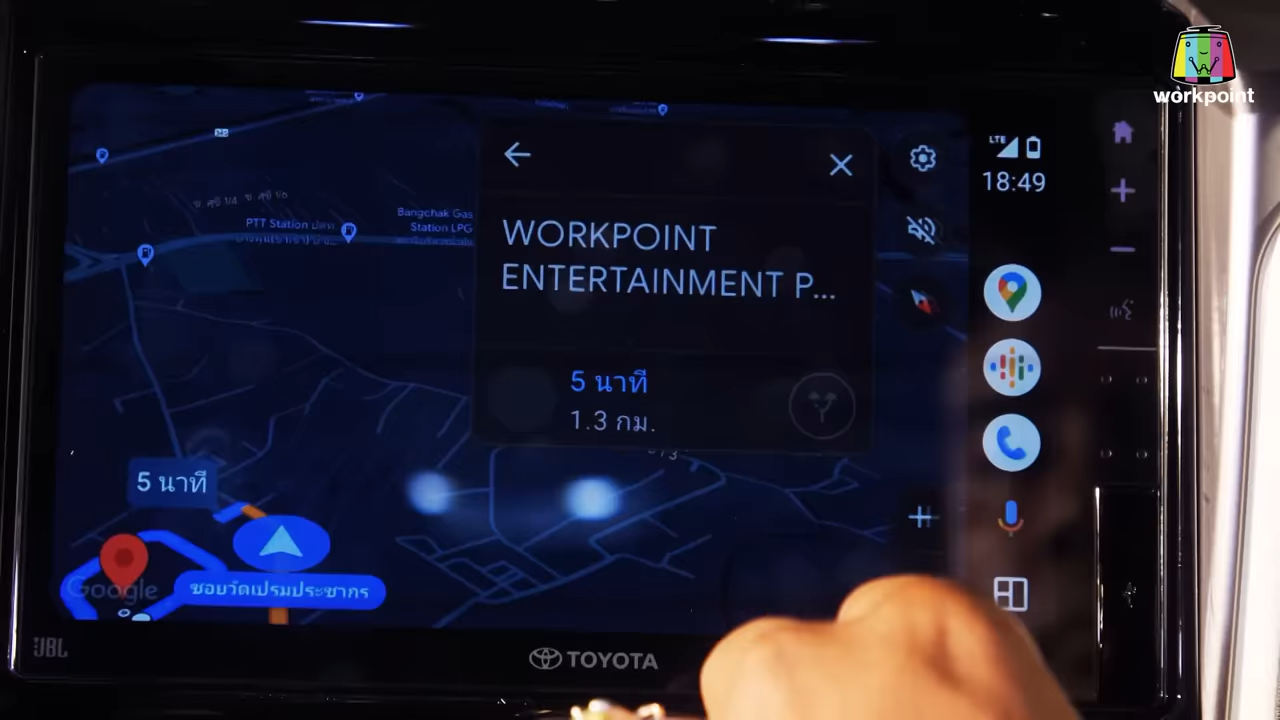 workpoint
LTE
18:49
PTT Station
Bangchak Gas
Station LPG
WORKPOINT
ENTERTAINMENT P...
5 นาที
1.3 กม.
5 นาที
Google
ซอยวัดเปรมประชากร
JBL
TOYOTA